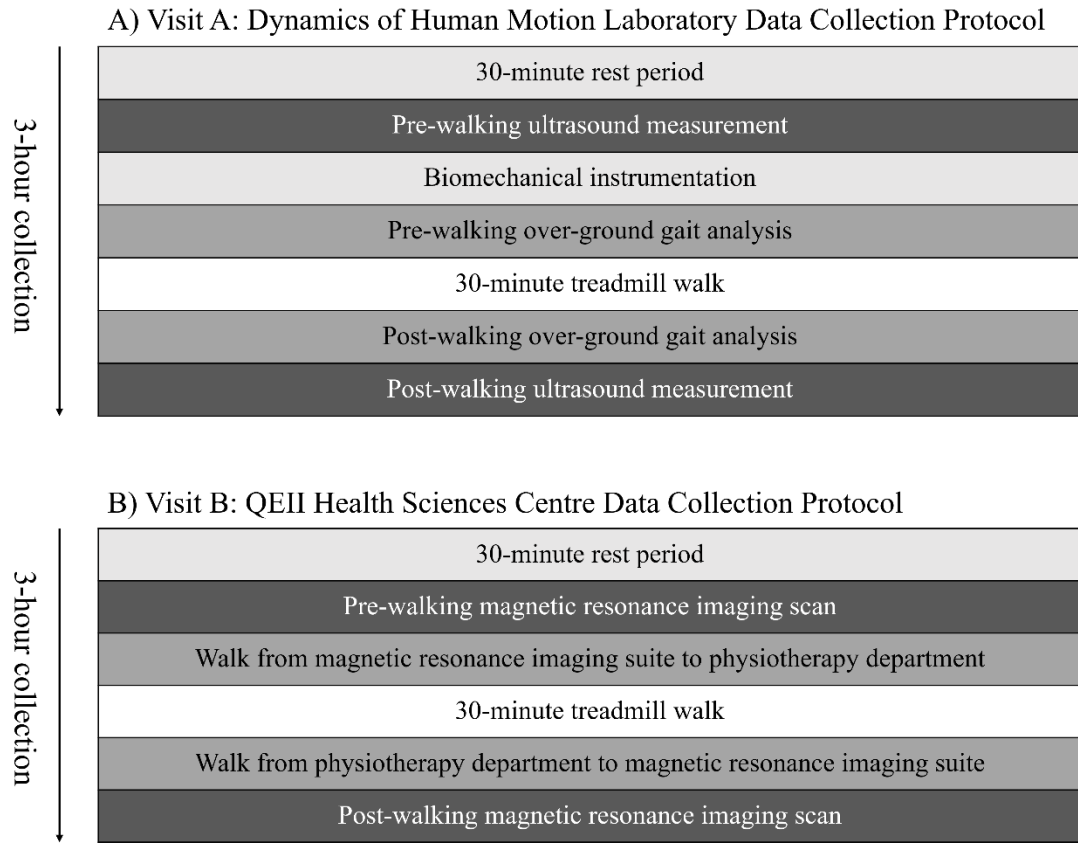 A) Visit A: Dynamics of Human Motion Laboratory Data Collection Protocol
3-hour collection
30-minute rest period
Pre-walking ultrasound measurement
Biomechanical instrumentation
Pre-walking over-ground gait analysis
30-minute treadmill walk
Post-walking over-ground gait analysis
Post-walking ultrasound measurement
B) Visit B: QEII Health Sciences Centre Data Collection Protocol
3-hour collection
30-minute rest period
Pre-walking magnetic resonance imaging scan
Walk from magnetic resonance imaging suite to physiotherapy department
30-minute treadmill walk
Walk from physiotherapy department to magnetic resonance imaging suite
Post-walking magnetic resonance imaging scan